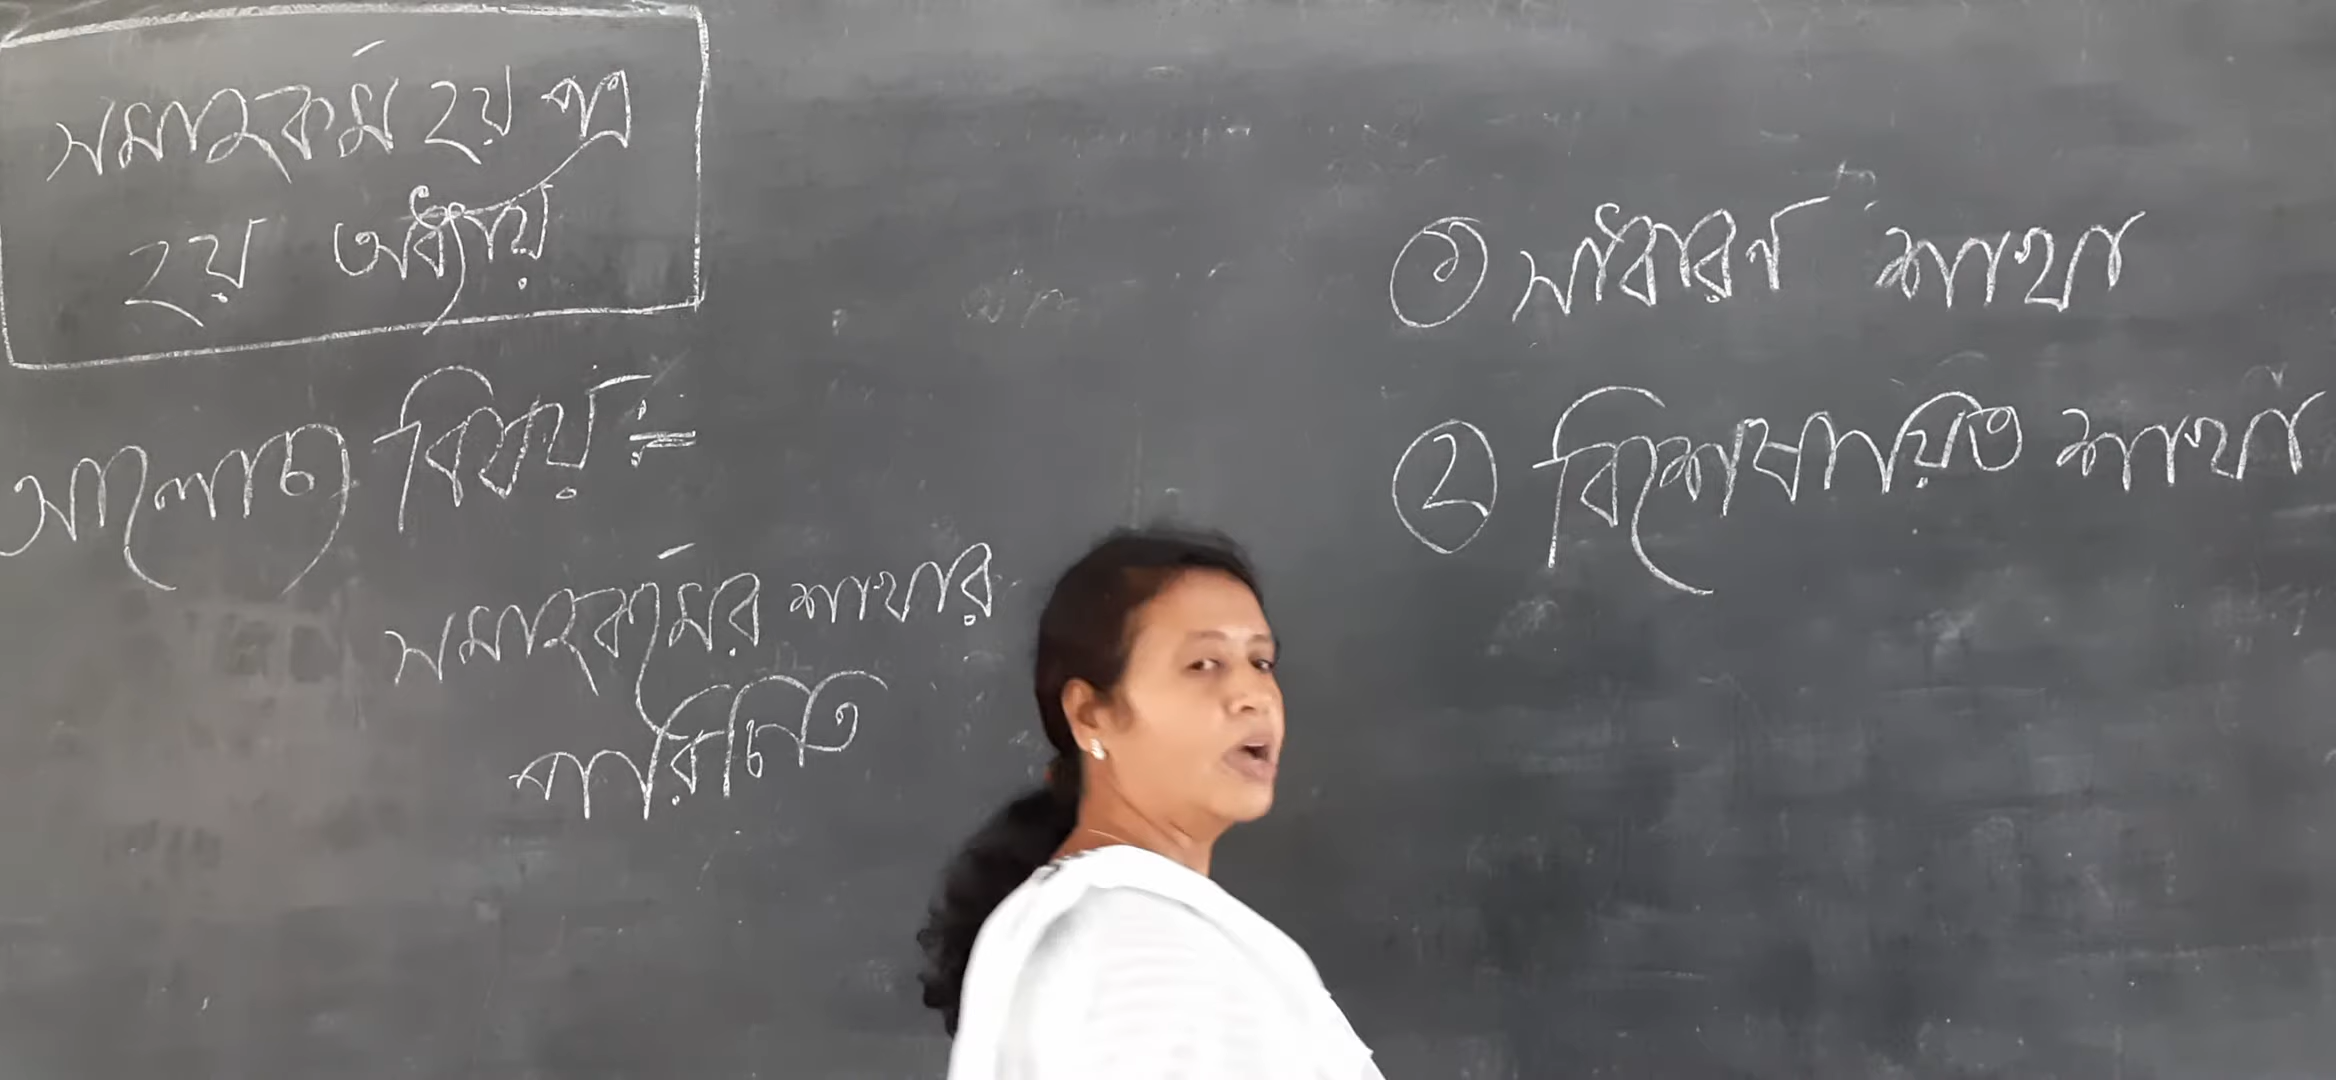 সমাজকর্ম ২য় পত্র
২য় অধ্যায়
আলোচ্য বিষয় :=
সমাজকর্মের শাখার
পরিচিতি
① সাধারণ শাখা
② বিশেষায়িত শাখা